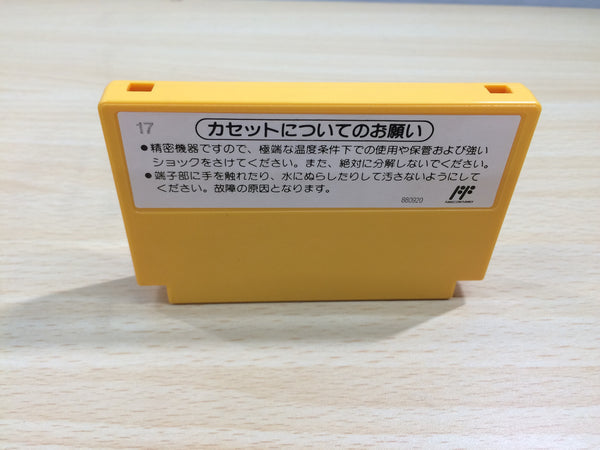 17
カセットについてのお願い
●精密機器ですので、極端な温度条件下での使用や保管および強い
ショックをさけてください。また、絶対に分解しないでください。
●端子部に手を触れたり、水にぬらしたりして汚さないようにして
ください。故障の原因となります。
860920